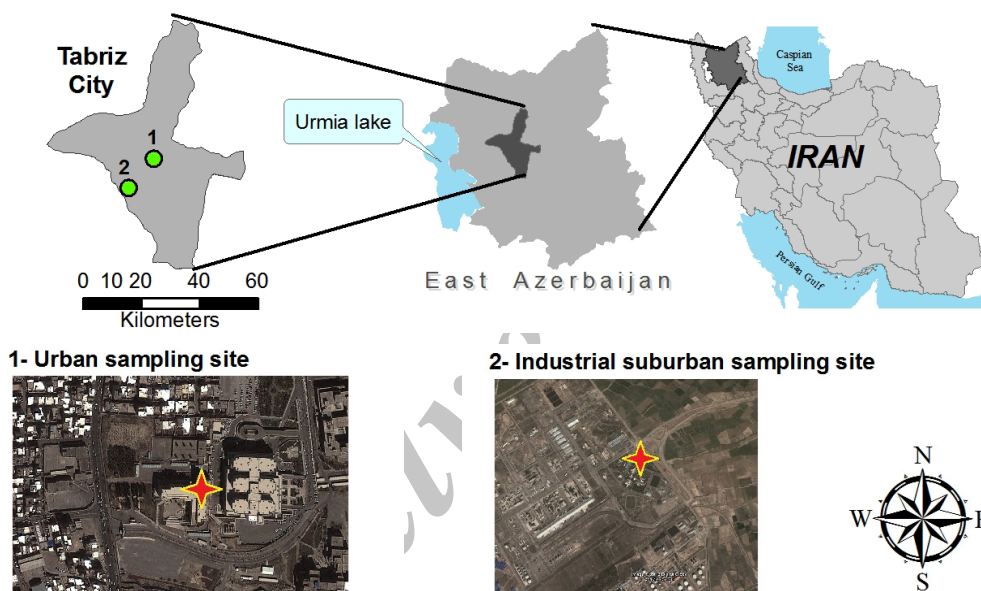 Tabriz
City
1
2
0 10 20 40 60
Kilometers
Urmia lake
East Azerbaijan
Caspian
Sea
IRAN
Persian Gulf
1- Urban sampling site
2- Industrial suburban sampling site
N
W E
S